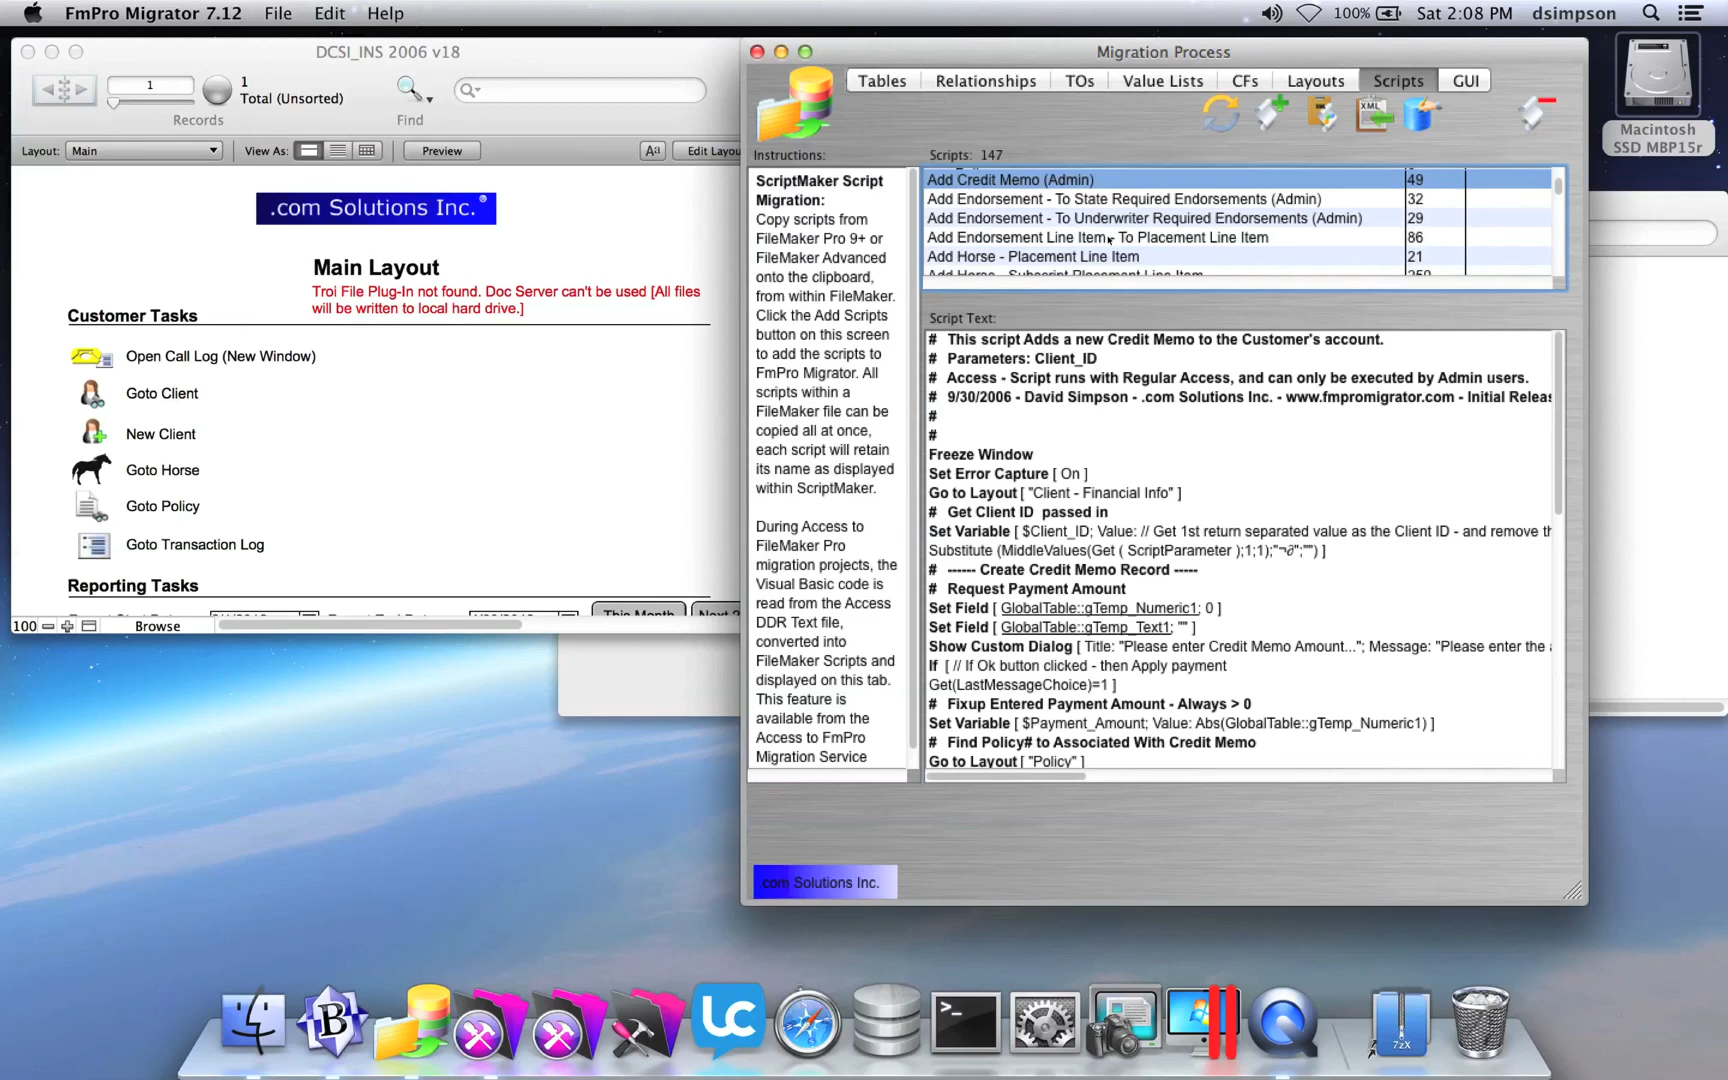 FmPro Migrator 7.12 File Edit Help
100% Sat 2:08 PM dsimpson
DCSI_INS 2006 v18
1
1
Total (Unsorted)
Records
Find
Layout: Main View As: Preview Aa Edit Layou
.com Solutions Inc.®
Main Layout
Troi File Plug-In not found. Doc Server can't be used [All files
will be written to local hard drive.]
Customer Tasks
Open Call Log (New Window)
Goto Client
New Client
Goto Horse
Goto Policy
Goto Transaction Log
Reporting Tasks
This Month Next
100 Browse
Migration Process
Tables Relationships TOs Value Lists CFs Layouts Scripts GUI
XML
Instructions:
ScriptMaker Script
Migration:
Copy scripts from
FileMaker Pro 9+ or
FileMaker Advanced
onto the clipboard,
from within FileMaker.
Click the Add Scripts
button on this screen
to add the scripts to
FmPro Migrator. All
scripts within a
FileMaker file can be
copied all at once,
each script will retain
its name as displayed
within ScriptMaker.
During Access to
FileMaker Pro
migration projects, the
Visual Basic code is
read from the Access
DDR Text file,
converted into
FileMaker Scripts and
displayed on this tab.
This feature is
available from the
Access to FmPro
Migration Service
Scripts: 147
Add Credit Memo (Admin) 49
Add Endorsement - To State Required Endorsements (Admin) 32
Add Endorsement - To Underwriter Required Endorsements (Admin) 29
Add Endorsement Line Item - To Placement Line Item 86
Add Horse - Placement Line Item 21
Add Horse - Subscript Placement Line Item 250
Script Text:
# This script Adds a new Credit Memo to the Customer's account.
# Parameters: Client_ID
# Access - Script runs with Regular Access, and can only be executed by Admin users.
# 9/30/2006 - David Simpson - .com Solutions Inc. - www.fmpromigrator.com - Initial Releas
#
#
Freeze Window
Set Error Capture [ On ]
Go to Layout [ "Client - Financial Info" ]
# Get Client ID passed in
Set Variable [ $Client_ID; Value: // Get 1st return separated value as the Client ID - and remove th
Substitute (MiddleValues(Get ( ScriptParameter );1;1);"¬∂";"") ]
# ------ Create Credit Memo Record -----
# Request Payment Amount
Set Field [ GlobalTable::gTemp_Numeric1; 0 ]
Set Field [ GlobalTable::gTemp_Text1; "" ]
Show Custom Dialog [ Title: "Please enter Credit Memo Amount..."; Message: "Please enter the a
If [ // If Ok button clicked - then Apply payment
Get(LastMessageChoice)=1 ]
# Fixup Entered Payment Amount - Always > 0
Set Variable [ $Payment_Amount; Value: Abs(GlobalTable::gTemp_Numeric1) ]
# Find Policy# to Associated With Credit Memo
Go to Layout [ "Policy" ]
.com Solutions Inc.
Macintosh
SSD MBP15r
B
LC
>_
7zX